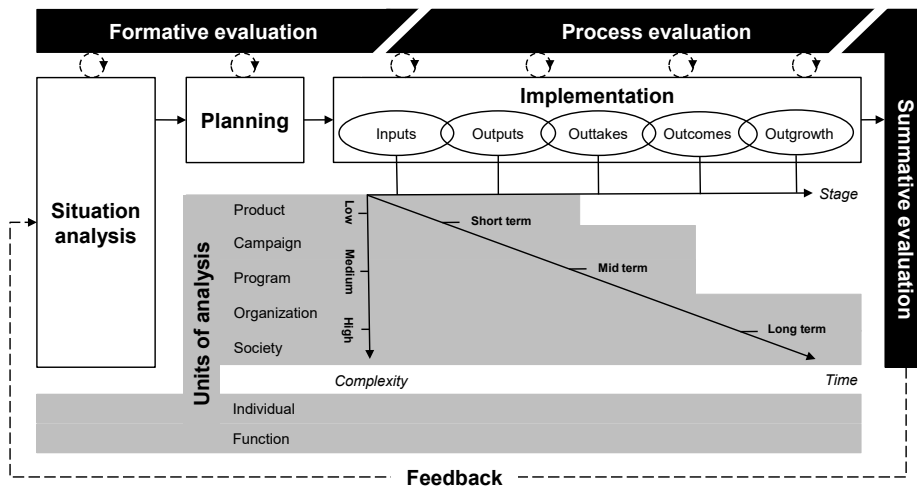 Formative evaluation
Process evaluation
Summative evaluation
Situation
analysis
Planning
Implementation
Inputs
Outputs
Outtakes
Outcomes
Outgrowth
Stage
Units of analysis
Product
Campaign
Program
Organization
Society
Low
Medium
High
Short term
Mid term
Long term
Complexity
Time
Individual
Function
Feedback